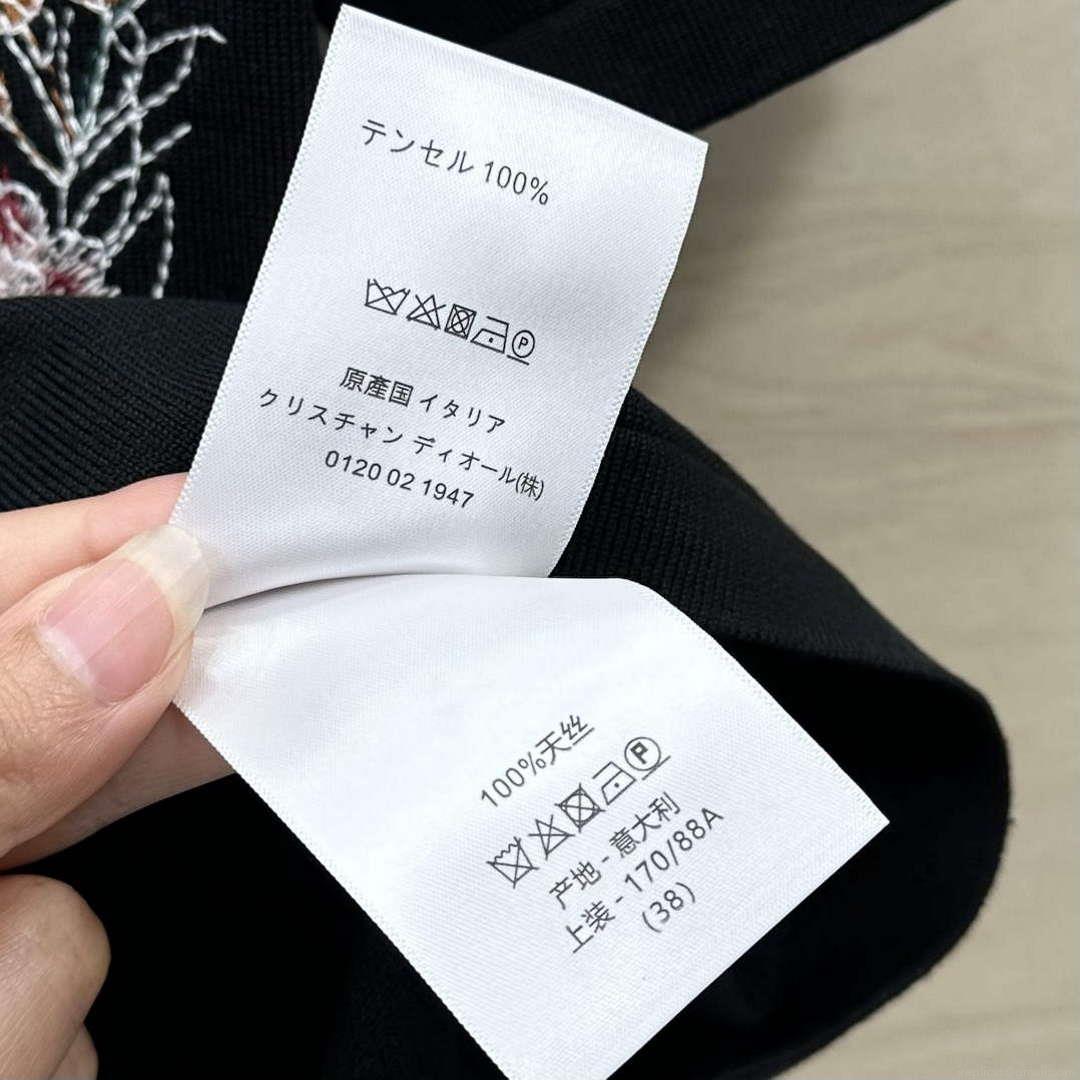 テンセル 100%
P
原産国 イタリア
クリスチャン ディオール(株)
0120 02 1947
100%天丝
P
产地 - 意大利
上装 - 170/88A
(38)